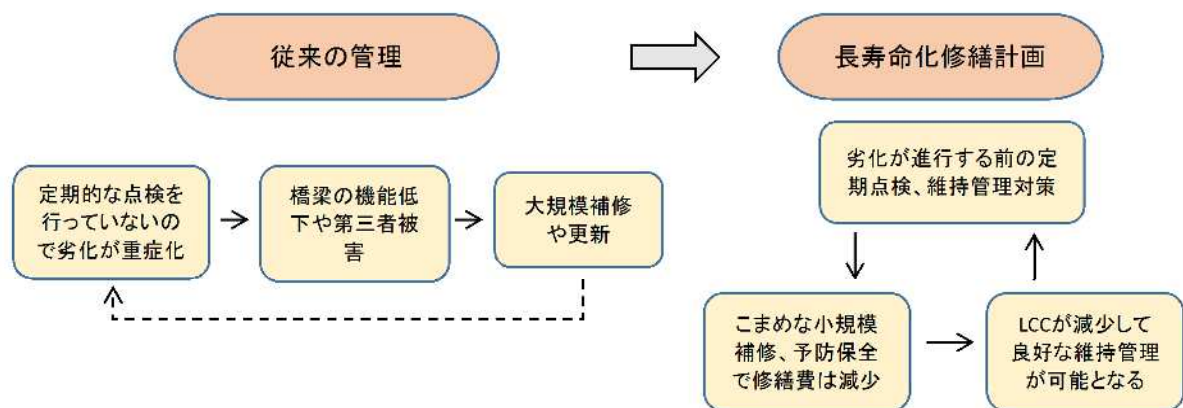 従来の管理
長寿命化修繕計画
定期的な点検を
行っていないの
で劣化が重症化
橋梁の機能低
下や第三者被
害
大規模補修
や更新
劣化が進行する前の定
期点検、維持管理対策
こまめな小規模
補修、予防保全
で修繕費は減少
LCCが減少して
良好な維持管理
が可能となる